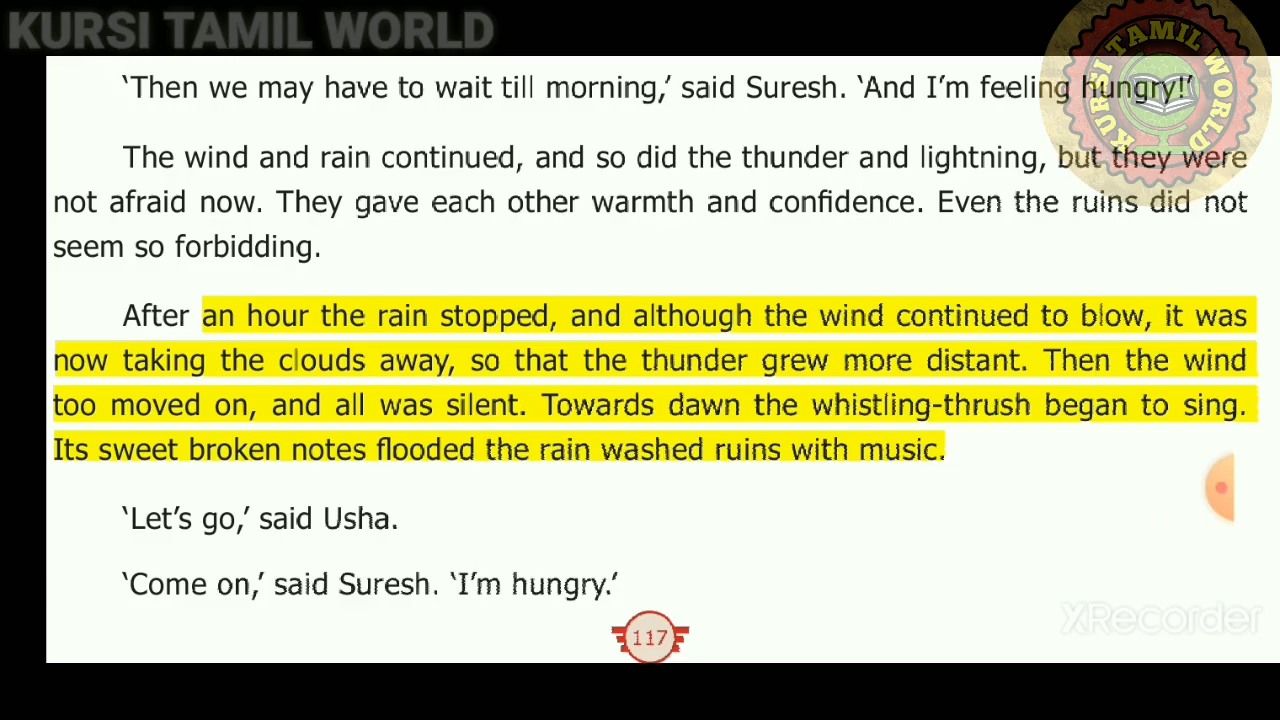 KURSI TAMIL WORLD
KURSI TAMIL WORLD
‘Then we may have to wait till morning,’ said Suresh. ‘And I’m feeling hungry!’
The wind and rain continued, and so did the thunder and lightning, but they were
not afraid now. They gave each other warmth and confidence. Even the ruins did not
seem so forbidding.
After an hour the rain stopped, and although the wind continued to blow, it was
now taking the clouds away, so that the thunder grew more distant. Then the wind
too moved on, and all was silent. Towards dawn the whistling-thrush began to sing.
Its sweet broken notes flooded the rain washed ruins with music.
‘Let’s go,’ said Usha.
‘Come on,’ said Suresh. ‘I’m hungry.’
XRecorder
117